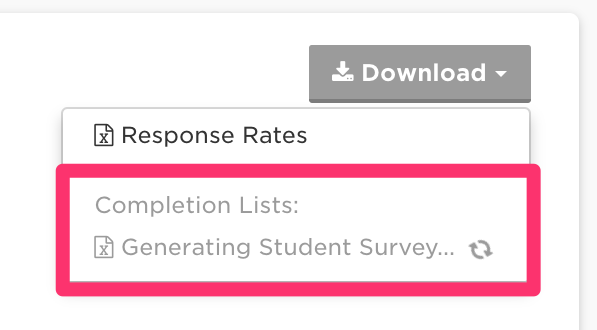 Download
Response Rates
Completion Lists:
Generating Student Survey...